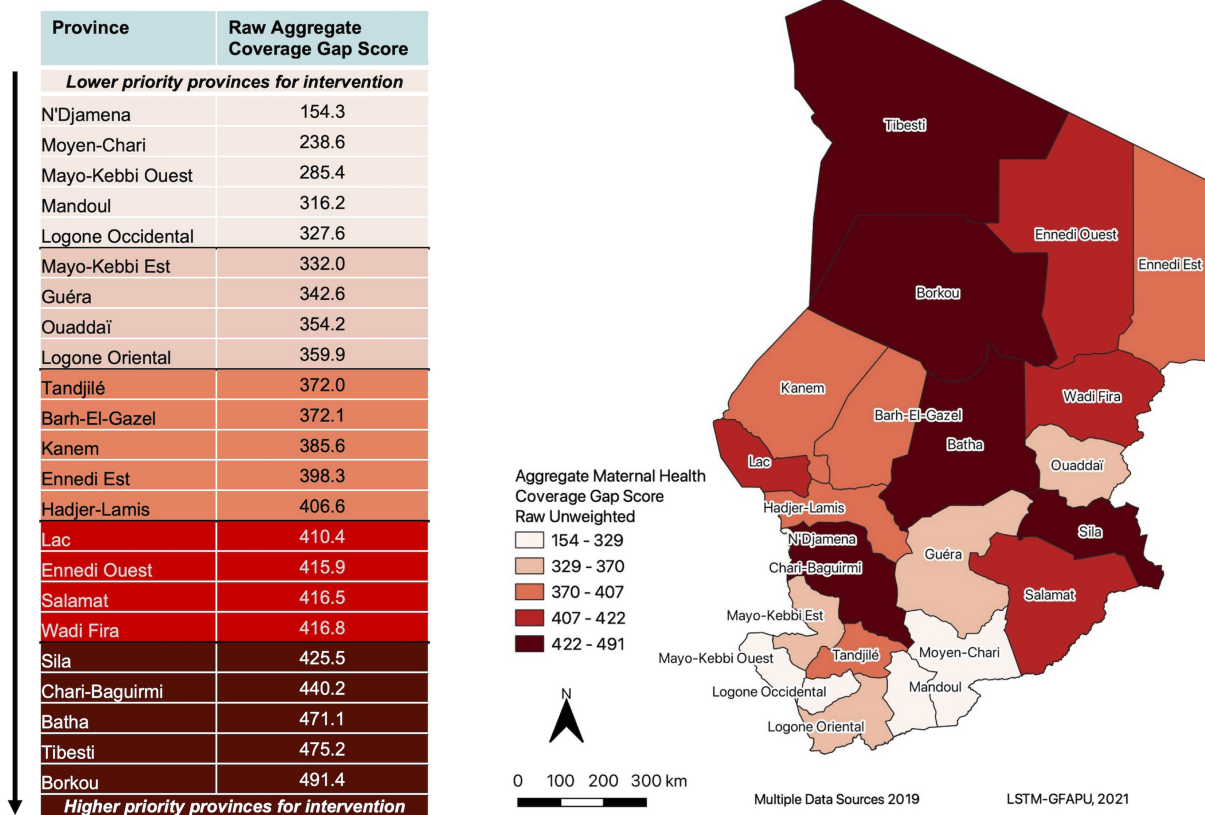 Province Raw Aggregate
Coverage Gap Score
Lower priority provinces for intervention
N'Djamena 154.3
Moyen-Chari 238.6
Mayo-Kebbi Ouest 285.4
Mandoul 316.2
Logone Occidental 327.6
Mayo-Kebbi Est 332.0
Guéra 342.6
Ouaddaï 354.2
Logone Oriental 359.9
Tandjilé 372.0
Barh-El-Gazel 372.1
Kanem 385.6
Ennedi Est 398.3
Hadjer-Lamis 406.6
Lac 410.4
Ennedi Ouest 415.9
Salamat 416.5
Wadi Fira 416.8
Sila 425.5
Chari-Baguirmi 440.2
Batha 471.1
Tibesti 475.2
Borkou 491.4
Higher priority provinces for intervention
Tibesti
Ennedi Ouest
Ennedi Est
Borkou
Kanem
Wadi Fira
Barh-El-Gazel
Batha
Lac
Ouaddaï
Hadjer-Lamis
Sila
N'Djamena
Guéra
Chari-Baguirmi
Salamat
Mayo-Kebbi Est
Moyen-Chari
Tandjilé
Mayo-Kebbi Ouest
Mandoul
Logone Occidental
Logone Oriental
Aggregate Maternal Health
Coverage Gap Score
Raw Unweighted
154 - 329
329 - 370
370 - 407
407 - 422
422 - 491
N
0 100 200 300 km
Multiple Data Sources 2019 LSTM-GFAPU, 2021